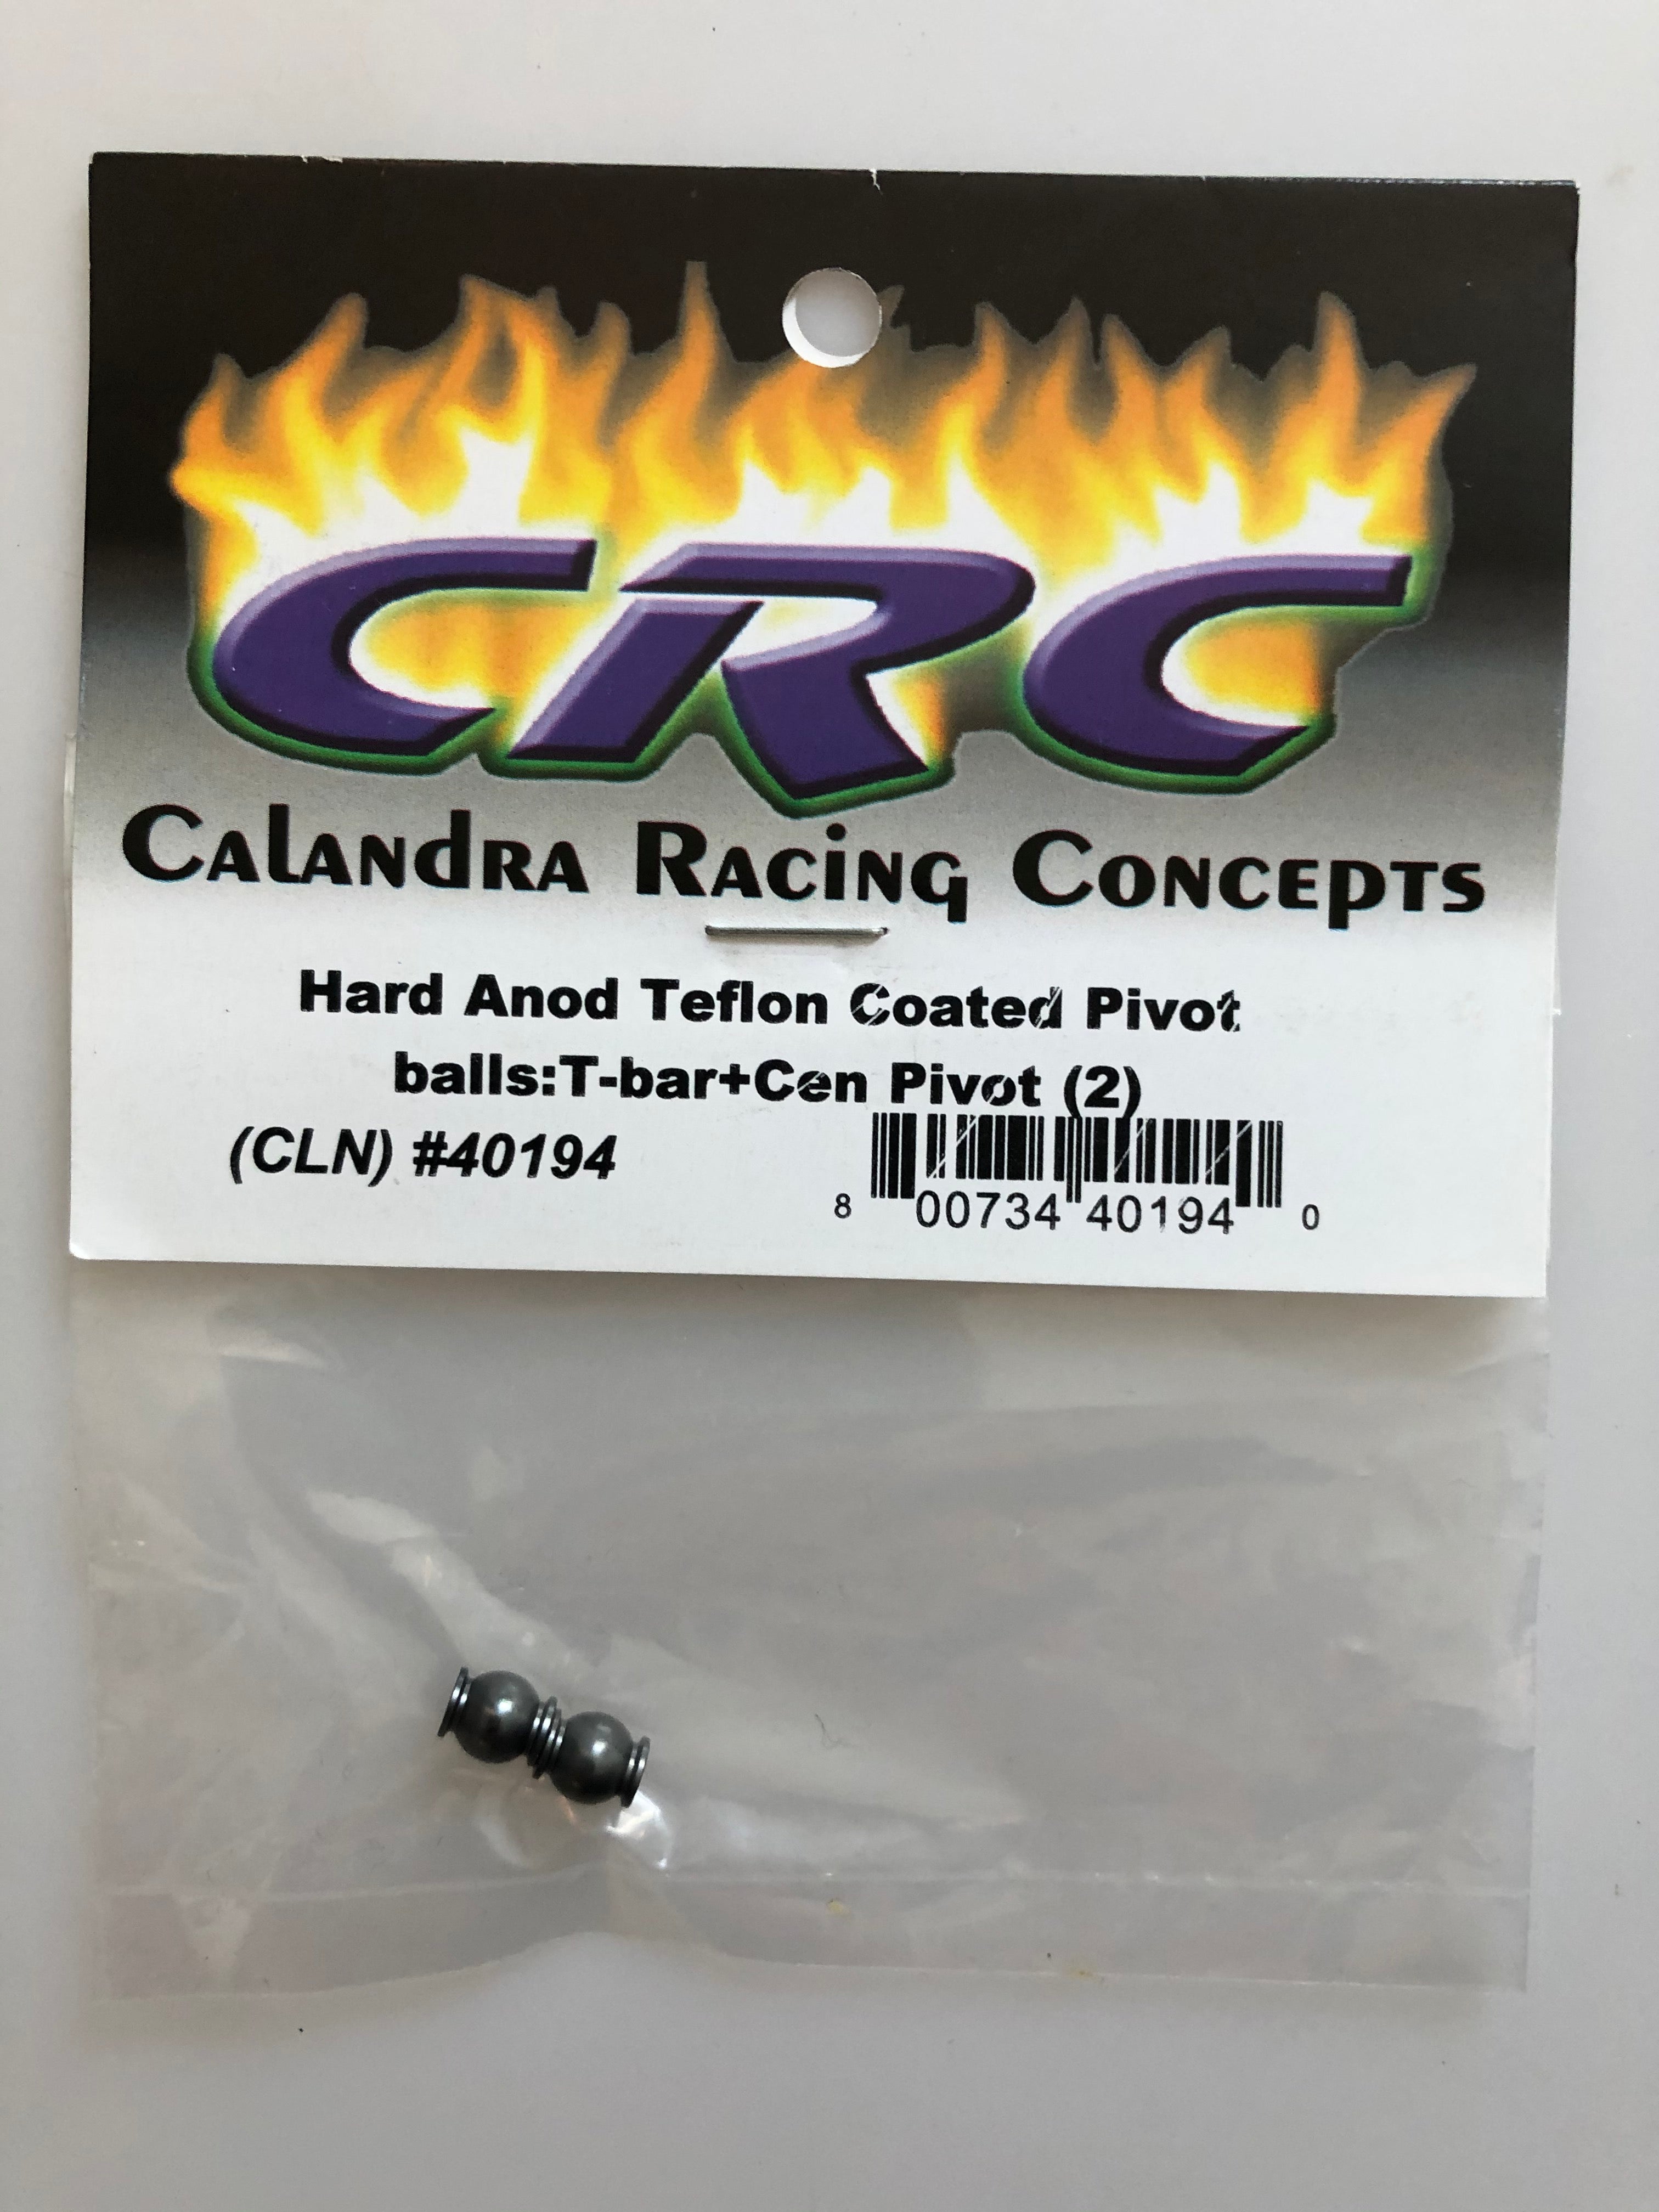 CRC
Calandra Racing Concepts
Hard Anod Teflon Coated Pivot
balls:T-bar+Cen Pivot (2)
(CLN) #40194
8 00734 40194 0